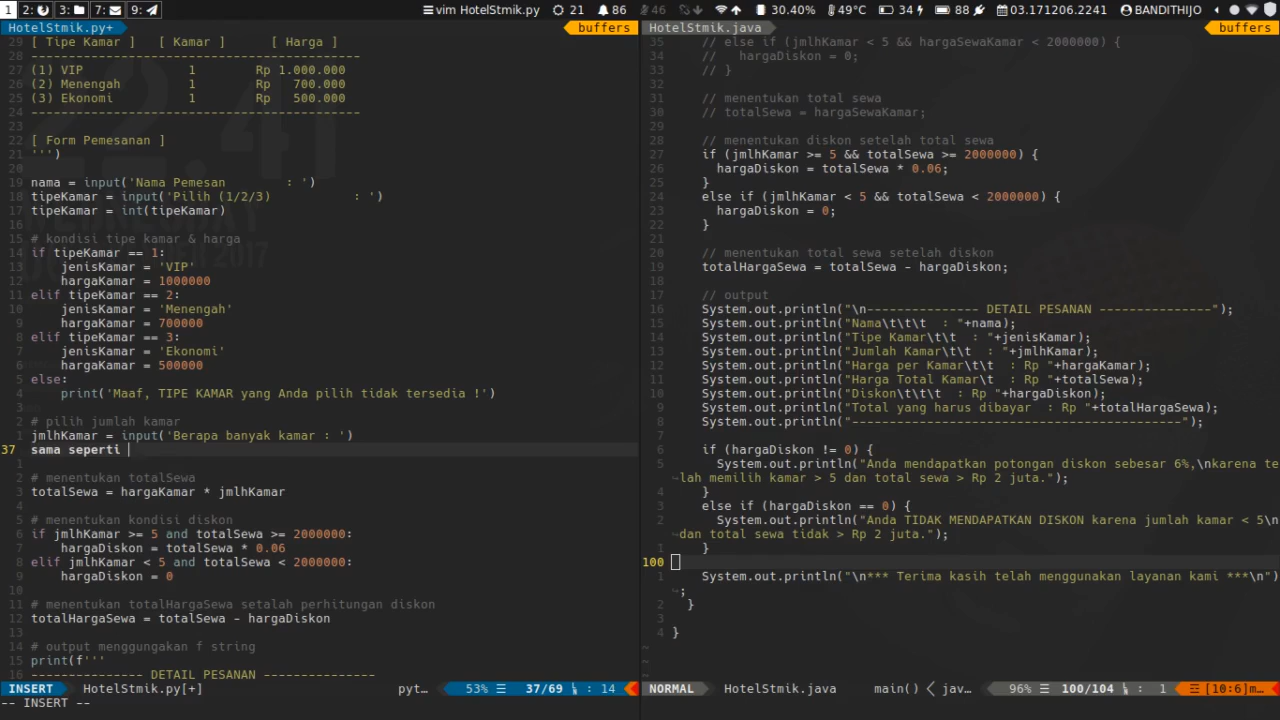 1 2: 3: 7: 9: vim HotelStmik.py 21 86 46 30.40% 49°C 34 88 03.171206.2241 BANDITHIJO
HotelStmik.py+ buffers
29 [ Tipe Kamar ]   [ Kamar ]      [ Harga ]
28 --------------------------------------------
27 (1) VIP              1        Rp 1.000.000
26 (2) Menengah         1        Rp   700.000
25 (3) Ekonomi          1        Rp   500.000
24 --------------------------------------------
23
22 [ Form Pemesanan ]
21 ''')
20
19 nama = input('Nama Pemesan        : ')
18 tipeKamar = input('Pilih (1/2/3)           : ')
17 tipeKamar = int(tipeKamar)
16
15 # kondisi tipe kamar & harga
14 if tipeKamar == 1:
13     jenisKamar = 'VIP'
12     hargaKamar = 1000000
11 elif tipeKamar == 2:
10     jenisKamar = 'Menengah'
9     hargaKamar = 700000
8 elif tipeKamar == 3:
7     jenisKamar = 'Ekonomi'
6     hargaKamar = 500000
5 else:
4     print('Maaf, TIPE KAMAR yang Anda pilih tidak tersedia !')
3
2 # pilih jumlah kamar
1 jmlhKamar = input('Berapa banyak kamar : ')
37 sama seperti
1
2 # menentukan totalSewa
3 totalSewa = hargaKamar * jmlhKamar
4
5 # menentukan kondisi diskon
6 if jmlhKamar >= 5 and totalSewa >= 2000000:
7     hargaDiskon = totalSewa * 0.06
8 elif jmlhKamar < 5 and totalSewa < 2000000:
9     hargaDiskon = 0
10
11 # menentukan totalHargaSewa setalah perhitungan diskon
12 totalHargaSewa = totalSewa - hargaDiskon
13
14 # output menggungakan f string
15 print(f'''
16 --------------- DETAIL PESANAN ---------------
INSERT HotelStmik.py[+] pyt… 53% 37/69 : 14
-- INSERT --
HotelStmik.java buffers
35 // else if (jmlhKamar < 5 && hargaSewaKamar < 2000000) {
34 //   hargaDiskon = 0;
33 // }
32
31 // menentukan total sewa
30 // totalSewa = hargaSewaKamar;
29
28 // menentukan diskon setelah total sewa
27 if (jmlhKamar >= 5 && totalSewa >= 2000000) {
26   hargaDiskon = totalSewa * 0.06;
25 }
24 else if (jmlhKamar < 5 && totalSewa < 2000000) {
23   hargaDiskon = 0;
22 }
21
20 // menentukan total sewa setelah diskon
19 totalHargaSewa = totalSewa - hargaDiskon;
18
17 // output
16 System.out.println("\n--------------- DETAIL PESANAN ---------------");
15 System.out.println("Nama\t\t\t  : "+nama);
14 System.out.println("Tipe Kamar\t\t  : "+jenisKamar);
13 System.out.println("Jumlah Kamar\t\t  : "+jmlhKamar);
12 System.out.println("Harga per Kamar\t\t  : Rp "+hargaKamar);
11 System.out.println("Harga Total Kamar\t  : Rp "+totalSewa);
10 System.out.println("Diskon\t\t\t  : Rp "+hargaDiskon);
9 System.out.println("Total yang harus dibayar  : Rp "+totalHargaSewa);
8 System.out.println("--------------------------------------------");
7
6 if (hargaDiskon != 0) {
5   System.out.println("Anda mendapatkan potongan diskon sebesar 6%,\nkarena te
lah memilih kamar > 5 dan total sewa > Rp 2 juta.");
4 }
3 else if (hargaDiskon == 0) {
2   System.out.println("Anda TIDAK MENDAPATKAN DISKON karena jumlah kamar < 5\n
dan total sewa tidak > Rp 2 juta.");
1 }
100
1 System.out.println("\n*** Terima kasih telah menggunakan layanan kami ***\n")
;
2 }
3
4 }
~
~
NORMAL HotelStmik.java main() < jav… 96% 100/104 : 1 [10:6]m…